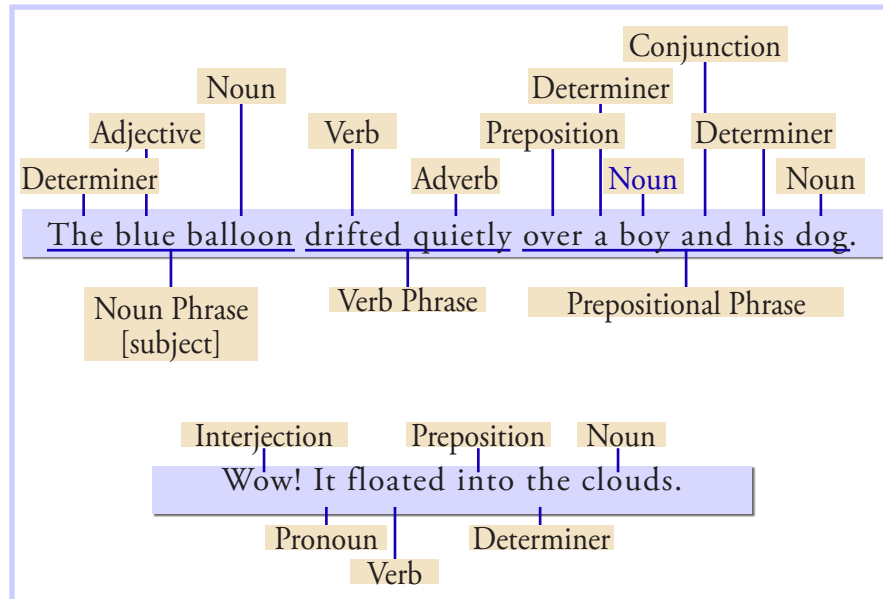 Conjunction
Noun
Determiner
Adjective
Verb
Preposition
Determiner
Determiner
Adverb
Noun
Noun
The blue balloon drifted quietly over a boy and his dog.
Noun Phrase
[subject]
Verb Phrase
Prepositional Phrase
Interjection
Preposition
Noun
Wow! It floated into the clouds.
Pronoun
Determiner
Verb